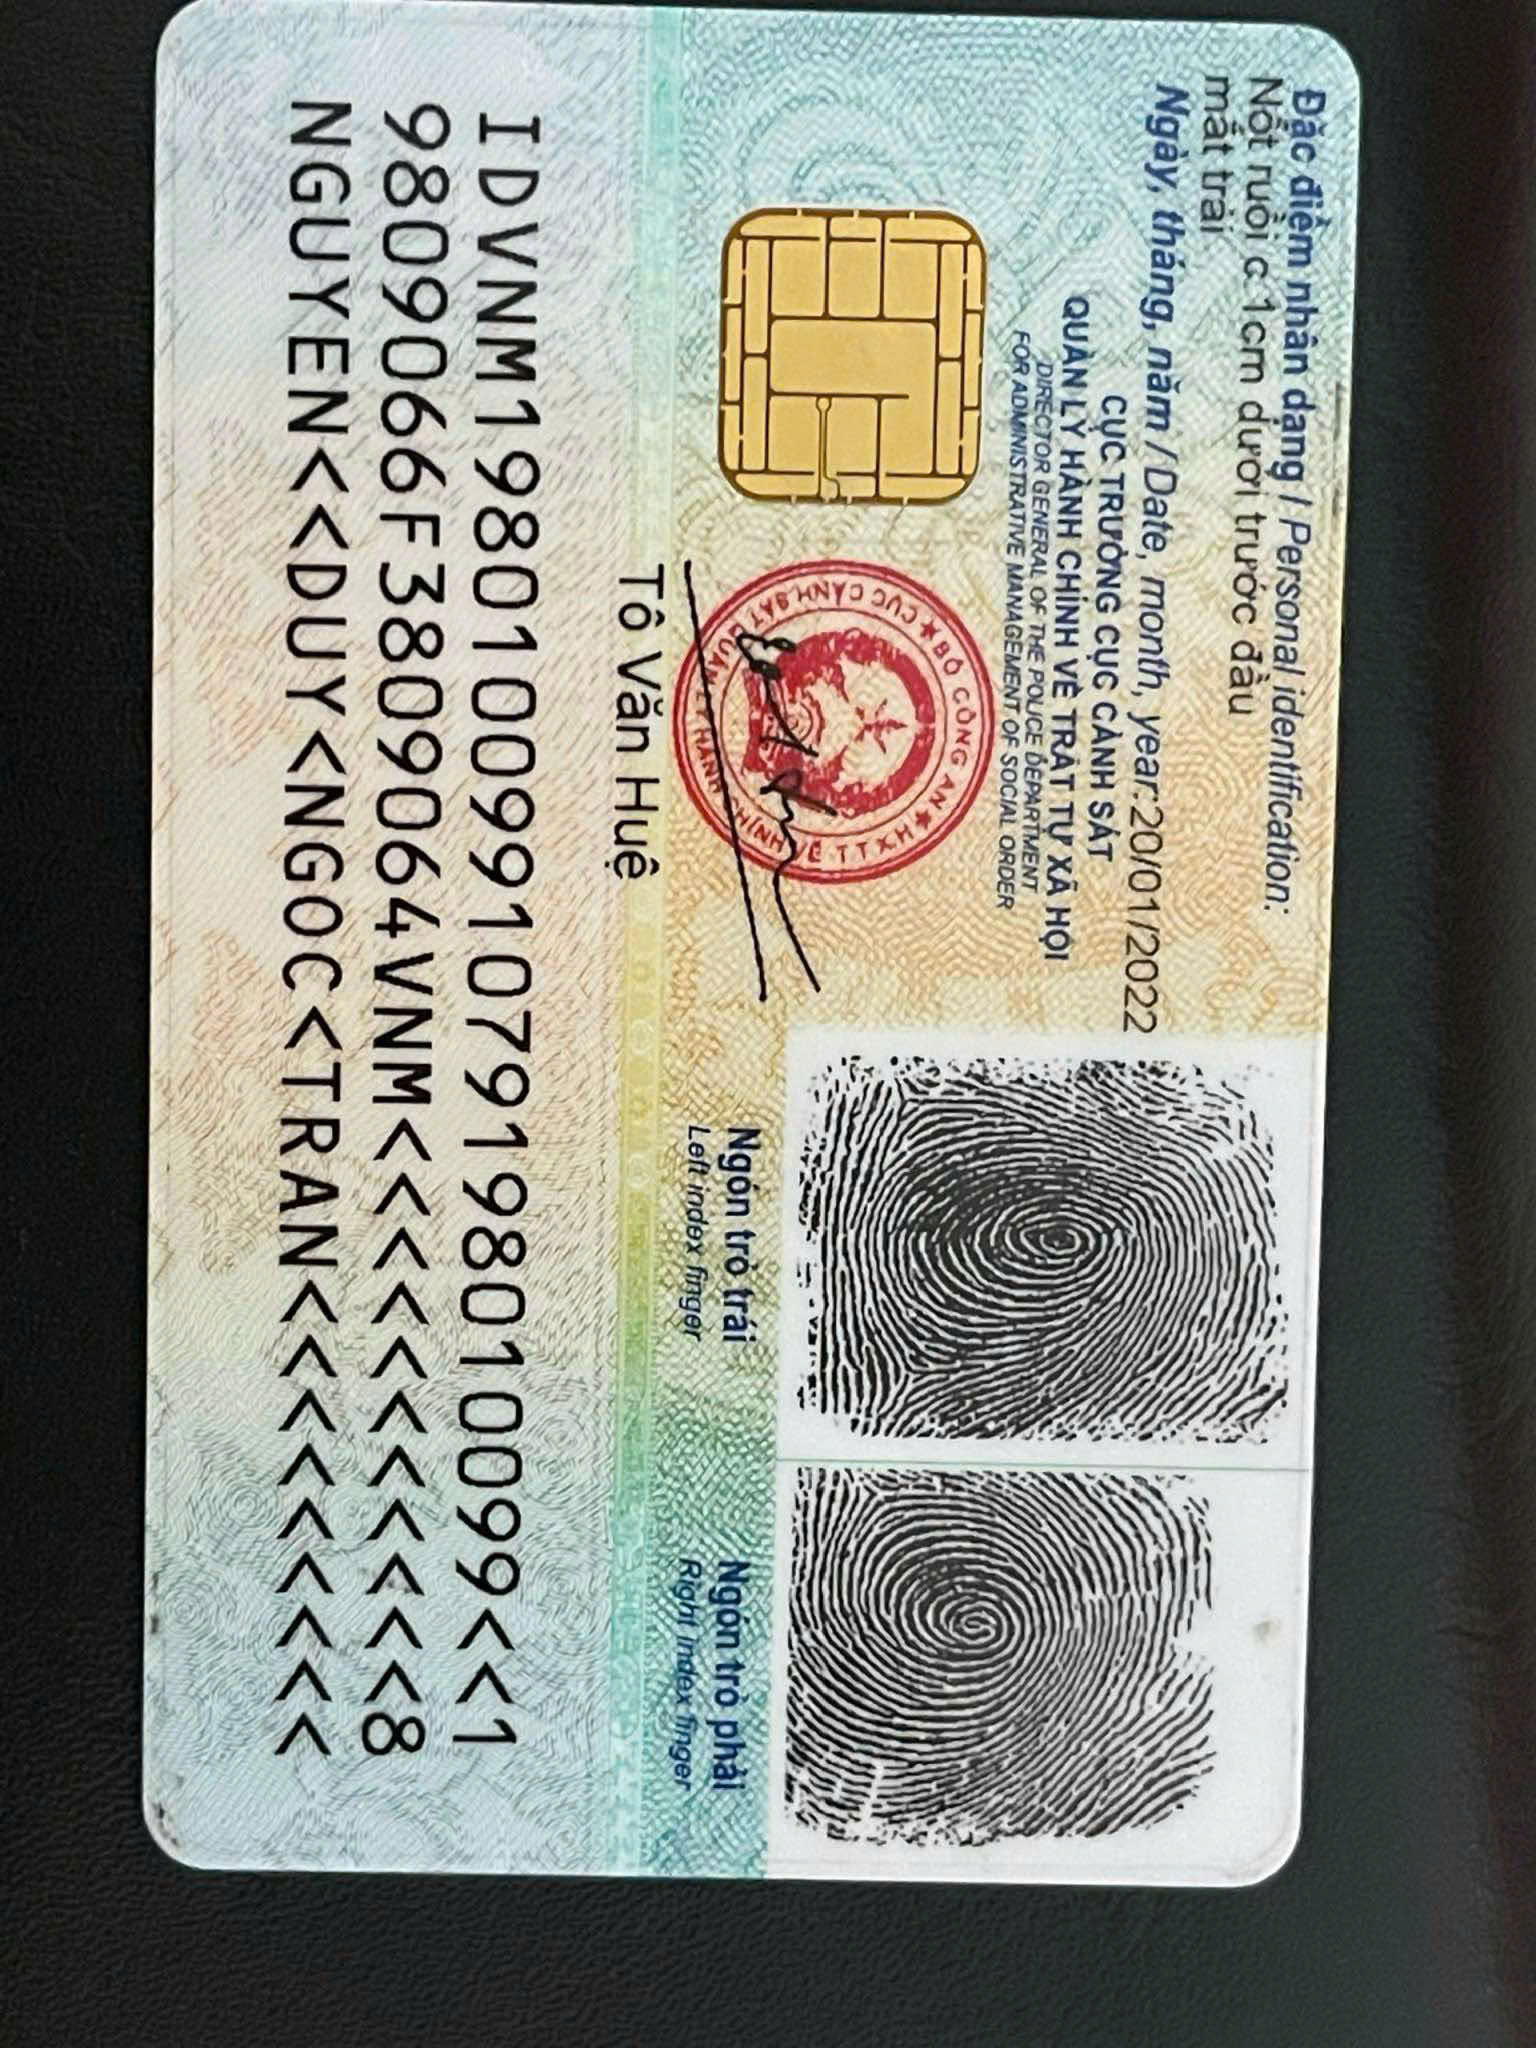 Đặc điểm nhân dạng / Personal identification:
Nốt ruồi c.1cm dưới trước đầu
mắt trái
Ngày, tháng, năm / Date, month, year: 20/01/2022
CỤC TRƯỞNG CỤC CẢNH SÁT
QUẢN LÝ HÀNH CHÍNH VỀ TRẬT TỰ XÃ HỘI
DIRECTOR GENERAL OF THE POLICE DEPARTMENT
FOR ADMINISTRATIVE MANAGEMENT OF SOCIAL ORDER
★ BỘ CÔNG AN ★
CỤC CẢNH SÁT QUẢN LÝ HÀNH CHÍNH VỀ TTXH
Tô Văn Huệ
Ngón trỏ trái
Left index finger
Ngón trỏ phải
Right index finger
IDVNM1980100991079198010099<<1
9809066F3809064VNM<<<<<<<<<<<8
NGUYEN<<DUY<NGOC<TRAN<<<<<<<<<